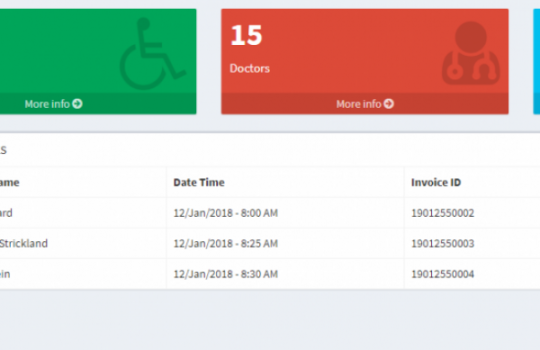 15
Doctors
More info
More info
s
ame Date Time Invoice ID
ard 12/Jan/2018 - 8:00 AM 19012550002
Strickland 12/Jan/2018 - 8:25 AM 19012550003
ein 12/Jan/2018 - 8:30 AM 19012550004